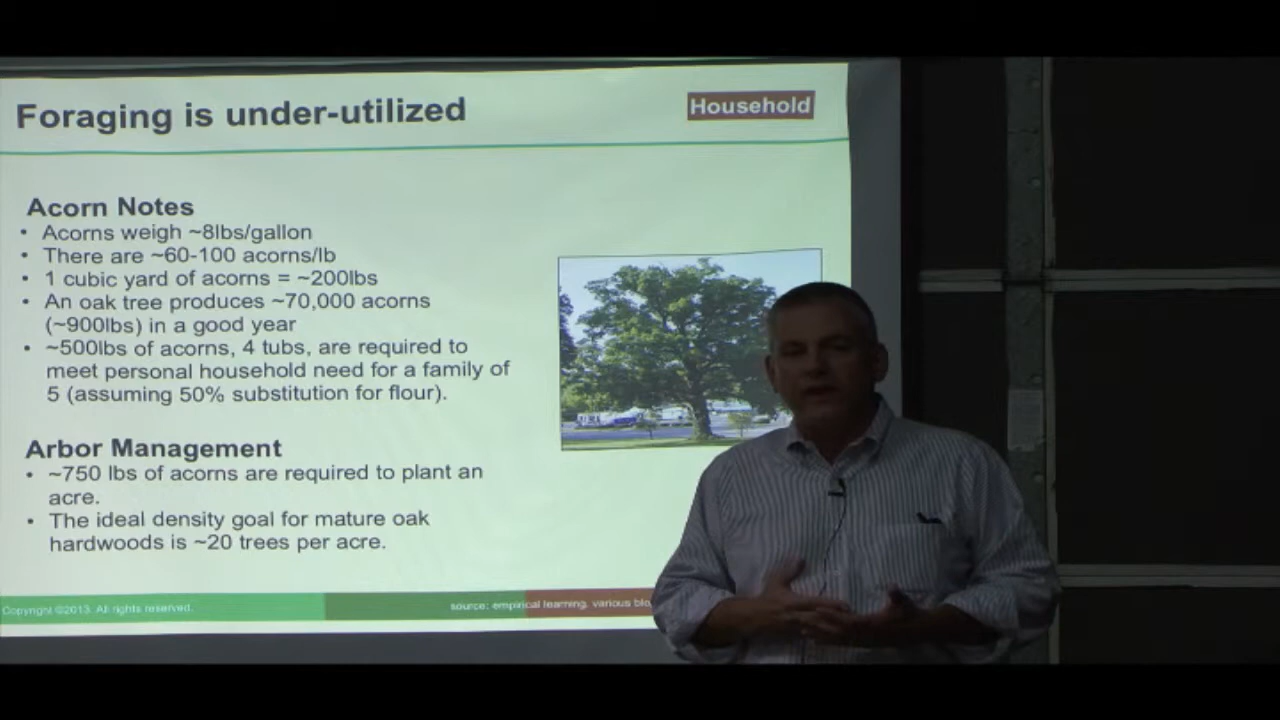 Foraging is under-utilized
Household
Acorn Notes
• Acorns weigh ~8lbs/gallon
• There are ~60-100 acorns/lb
• 1 cubic yard of acorns = ~200lbs
• An oak tree produces ~70,000 acorns
(~900lbs) in a good year
• ~500lbs of acorns, 4 tubs, are required to
meet personal household need for a family of
5 (assuming 50% substitution for flour).
Arbor Management
• ~750 lbs of acorns are required to plant an
acre.
• The ideal density goal for mature oak
hardwoods is ~20 trees per acre.
Copyright ©2013. All rights reserved.
source: empirical learning, various